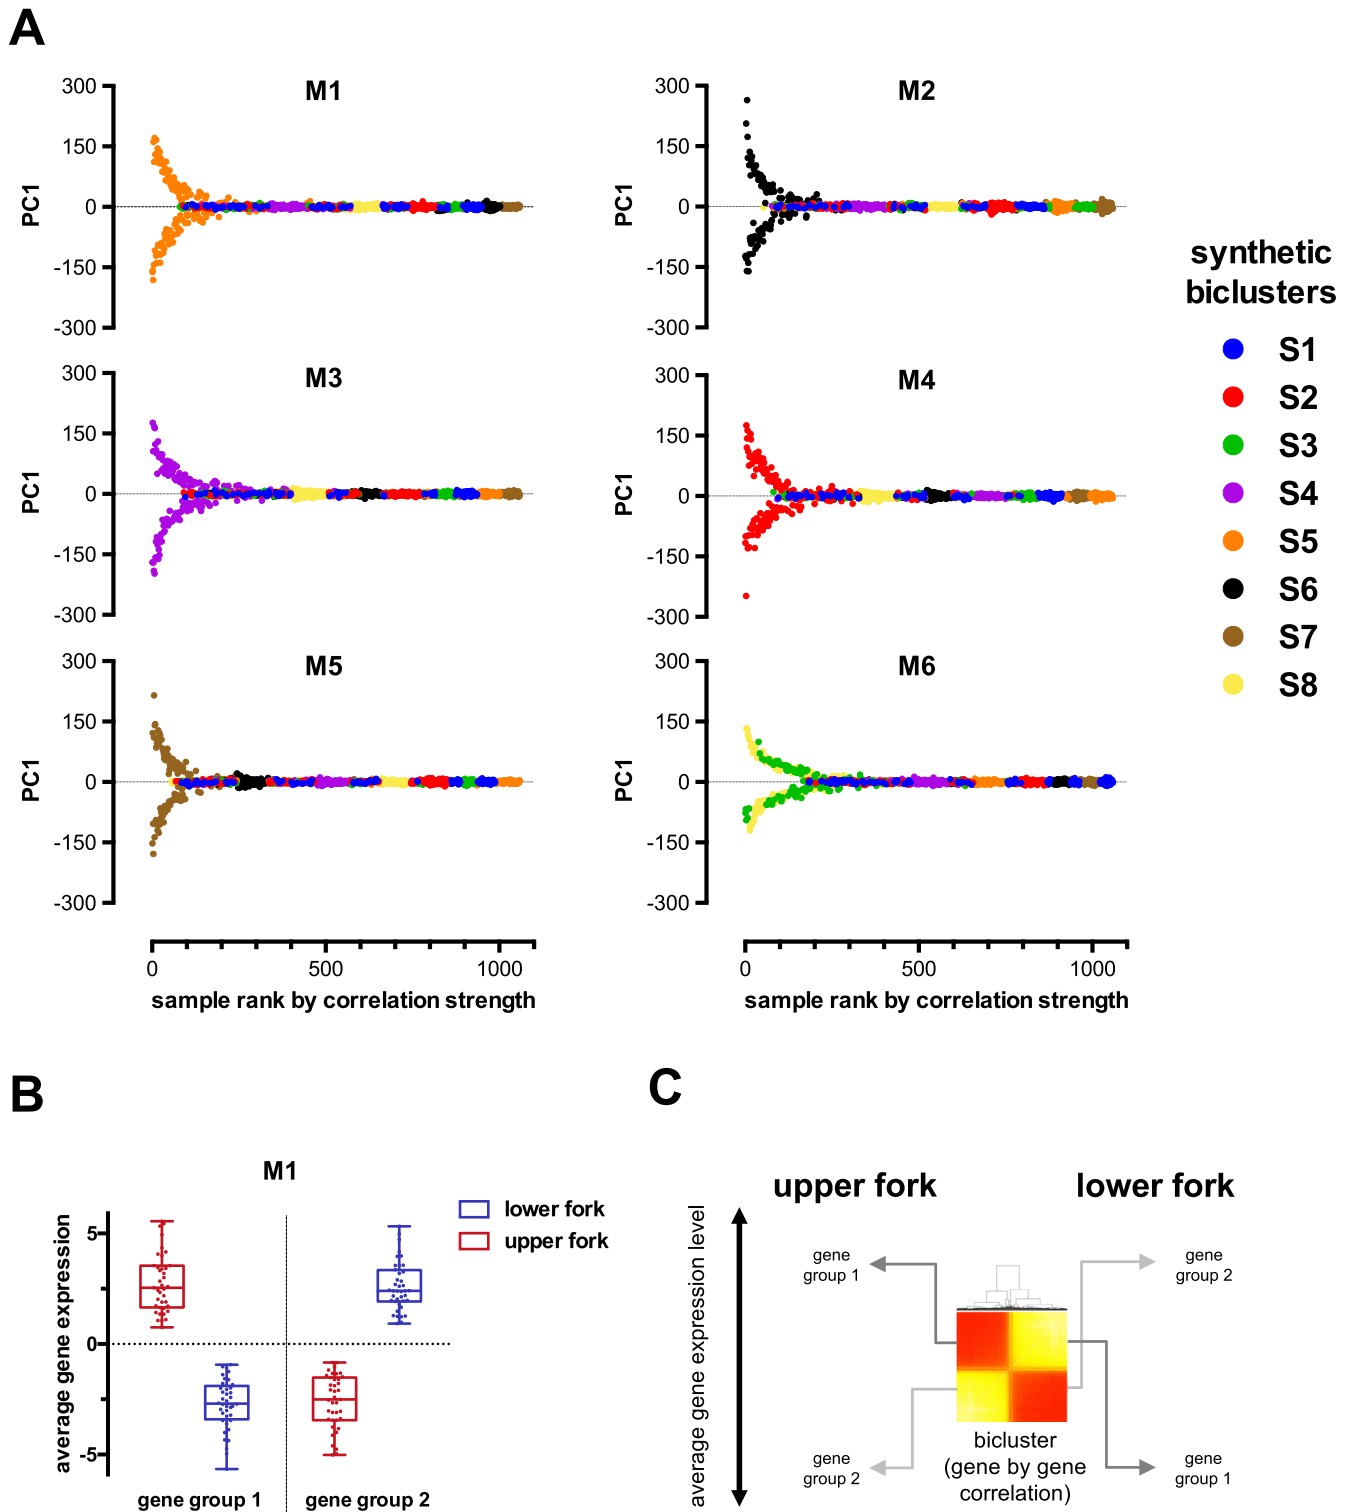 A
M1
300
150
0
-150
-300
PC1
M2
300
150
0
-150
-300
PC1
M3
300
150
0
-150
-300
PC1
M4
300
150
0
-150
-300
PC1
M5
300
150
0
-150
-300
PC1
M6
300
150
0
-150
-300
PC1
0
500
1000
sample rank by correlation strength
0
500
1000
sample rank by correlation strength
synthetic
biclusters
S1
S2
S3
S4
S5
S6
S7
S8
B
M1
lower fork
upper fork
average gene expression
5
0
-5
gene group 1
gene group 2
C
upper fork
lower fork
average gene expression level
gene
group 1
gene
group 2
gene
group 2
gene
group 1
bicluster
(gene by gene
correlation)